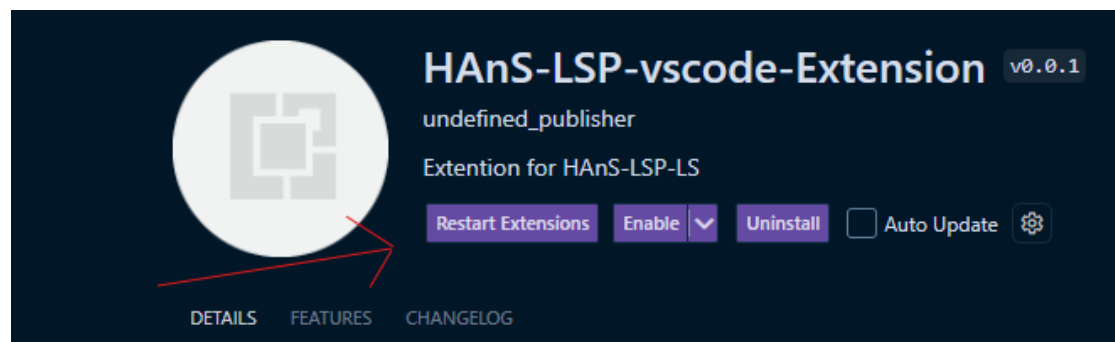 HAnS-LSP-vscode-Extension v0.0.1
undefined_publisher
Extention for HAnS-LSP-LS
Restart Extensions Enable Uninstall Auto Update
DETAILS FEATURES CHANGELOG